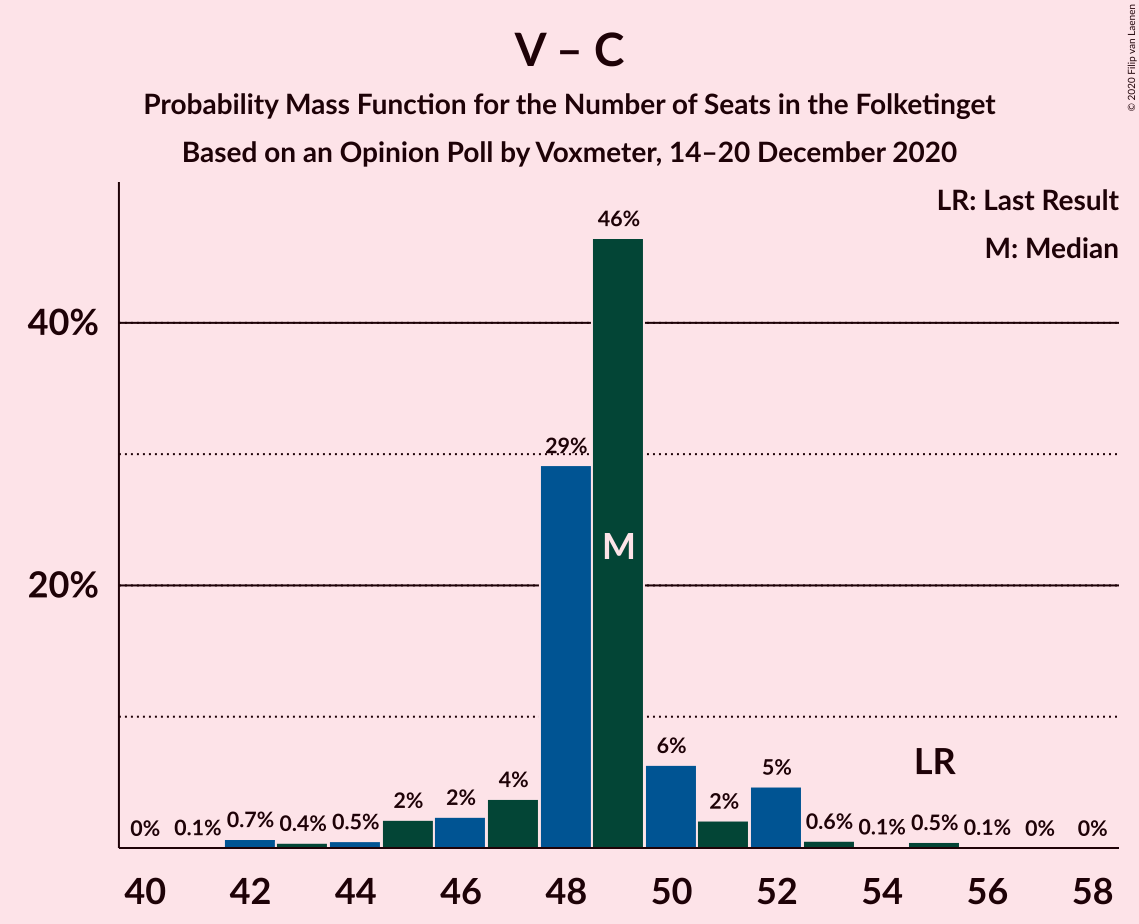 V – C
Probability Mass Function for the Number of Seats in the Folketinget
Based on an Opinion Poll by Voxmeter, 14–20 December 2020
© 2020 Filip van Laenen
LR: Last Result
M: Median
40%
20%
0%
0.1%
0.7%
0.4%
0.5%
2%
2%
4%
29%
46%
6%
2%
5%
0.6%
0.1%
0.5%
0.1%
0%
0%
M
LR
40 42 44 46 48 50 52 54 56 58